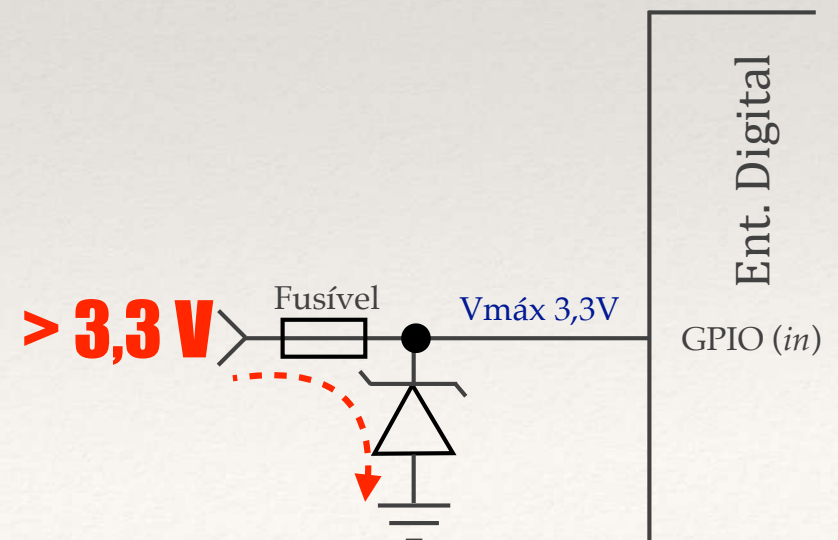 Ent. Digital
Fusível
Vmáx 3,3V
> 3,3 V
GPIO (in)